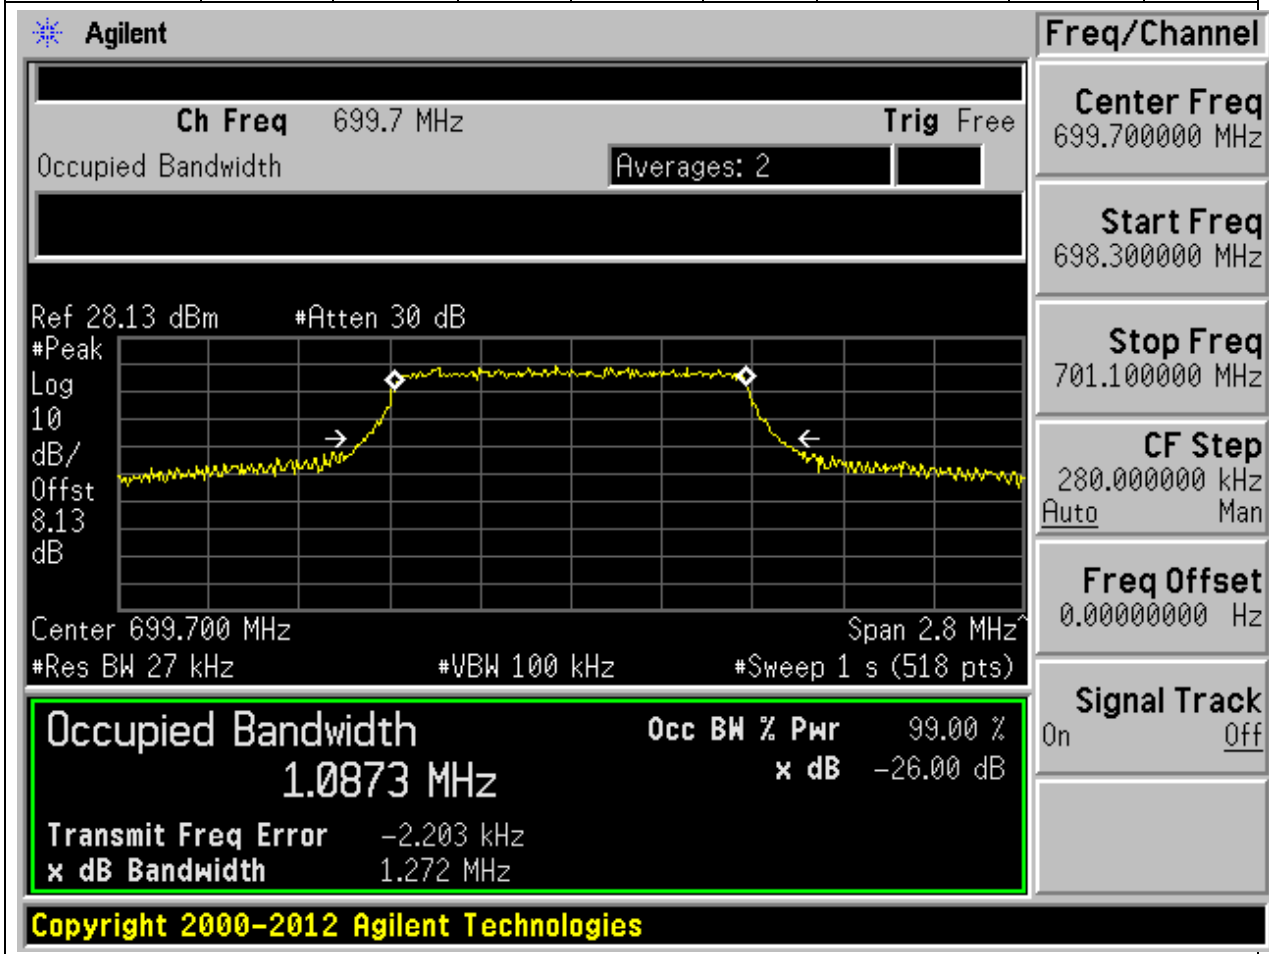 Agilent
Freq/Channel
Ch Freq 699.7 MHz Trig Free
Occupied Bandwidth Averages: 2
Center Freq
699.700000 MHz
Start Freq
698.300000 MHz
Stop Freq
701.100000 MHz
CF Step
280.000000 kHz
Auto Man
Freq Offset
0.00000000 Hz
Signal Track
On Off
Ref 28.13 dBm #Atten 30 dB
#Peak
Log
10
dB/
Offst
8.13
dB
Center 699.700 MHz Span 2.8 MHz^
#Res BW 27 kHz #VBW 100 kHz #Sweep 1 s (518 pts)
Occupied Bandwidth Occ BW % Pwr 99.00 %
1.0873 MHz x dB -26.00 dB
Transmit Freq Error -2.203 kHz
x dB Bandwidth 1.272 MHz
Copyright 2000-2012 Agilent Technologies